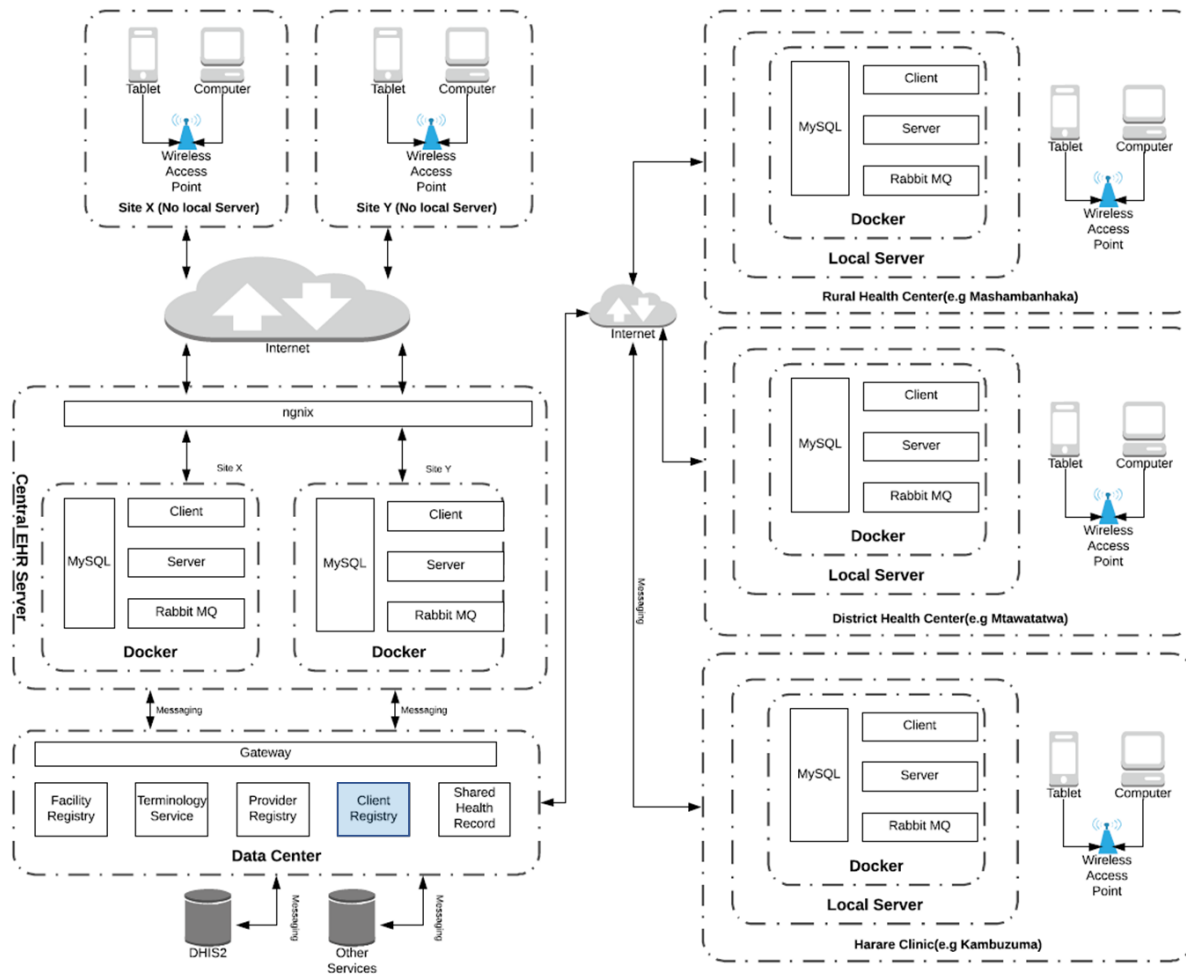 Tablet
Computer
Wireless
Access
Point
Site X (No local Server)
Tablet
Computer
Wireless
Access
Point
Site Y (No local Server)
Internet
Central EHR Server
ngnix
Site X
Site Y
MySQL
Client
Server
Rabbit MQ
Docker
MySQL
Client
Server
Rabbit MQ
Docker
Messaging
Messaging
Gateway
Facility
Registry
Terminology
Service
Provider
Registry
Client
Registry
Shared
Health
Record
Data Center
Messaging
Messaging
DHIS2
Other
Services
Internet
Messaging
MySQL
Client
Server
Rabbit MQ
Docker
Local Server
Tablet
Computer
Wireless
Access
Point
Rural Health Center(e.g Mashambanhaka)
MySQL
Client
Server
Rabbit MQ
Docker
Local Server
Tablet
Computer
Wireless
Access
Point
District Health Center(e.g Mtawatatwa)
MySQL
Client
Server
Rabbit MQ
Docker
Local Server
Tablet
Computer
Wireless
Access
Point
Harare Clinic(e.g Kambuzuma)